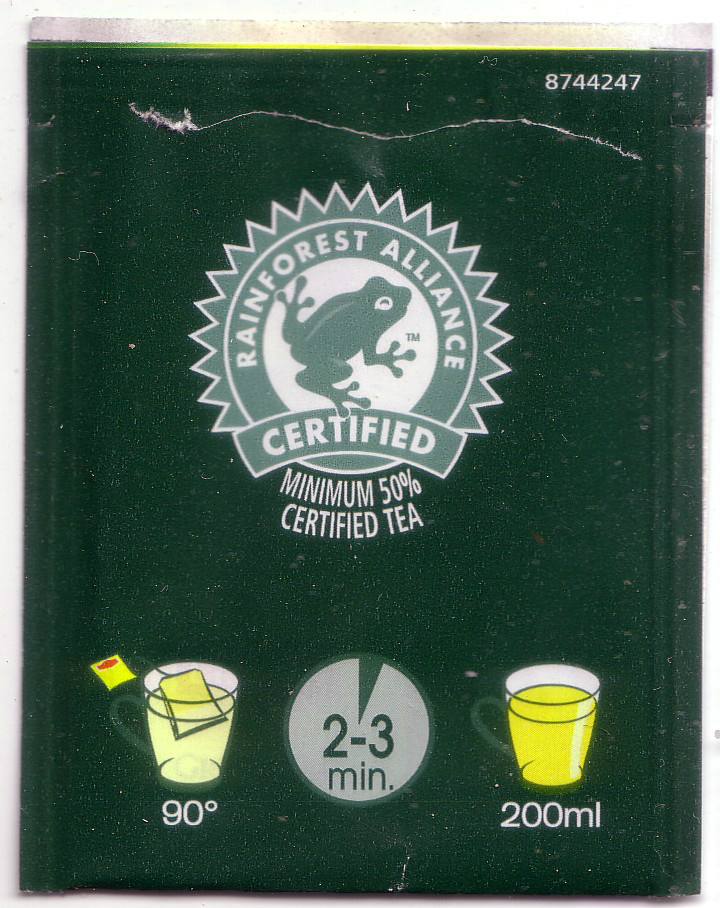 8744247
RAINFOREST ALLIANCE
TM
CERTIFIED
MINIMUM 50%
CERTIFIED TEA
2-3
min.
90°
200ml